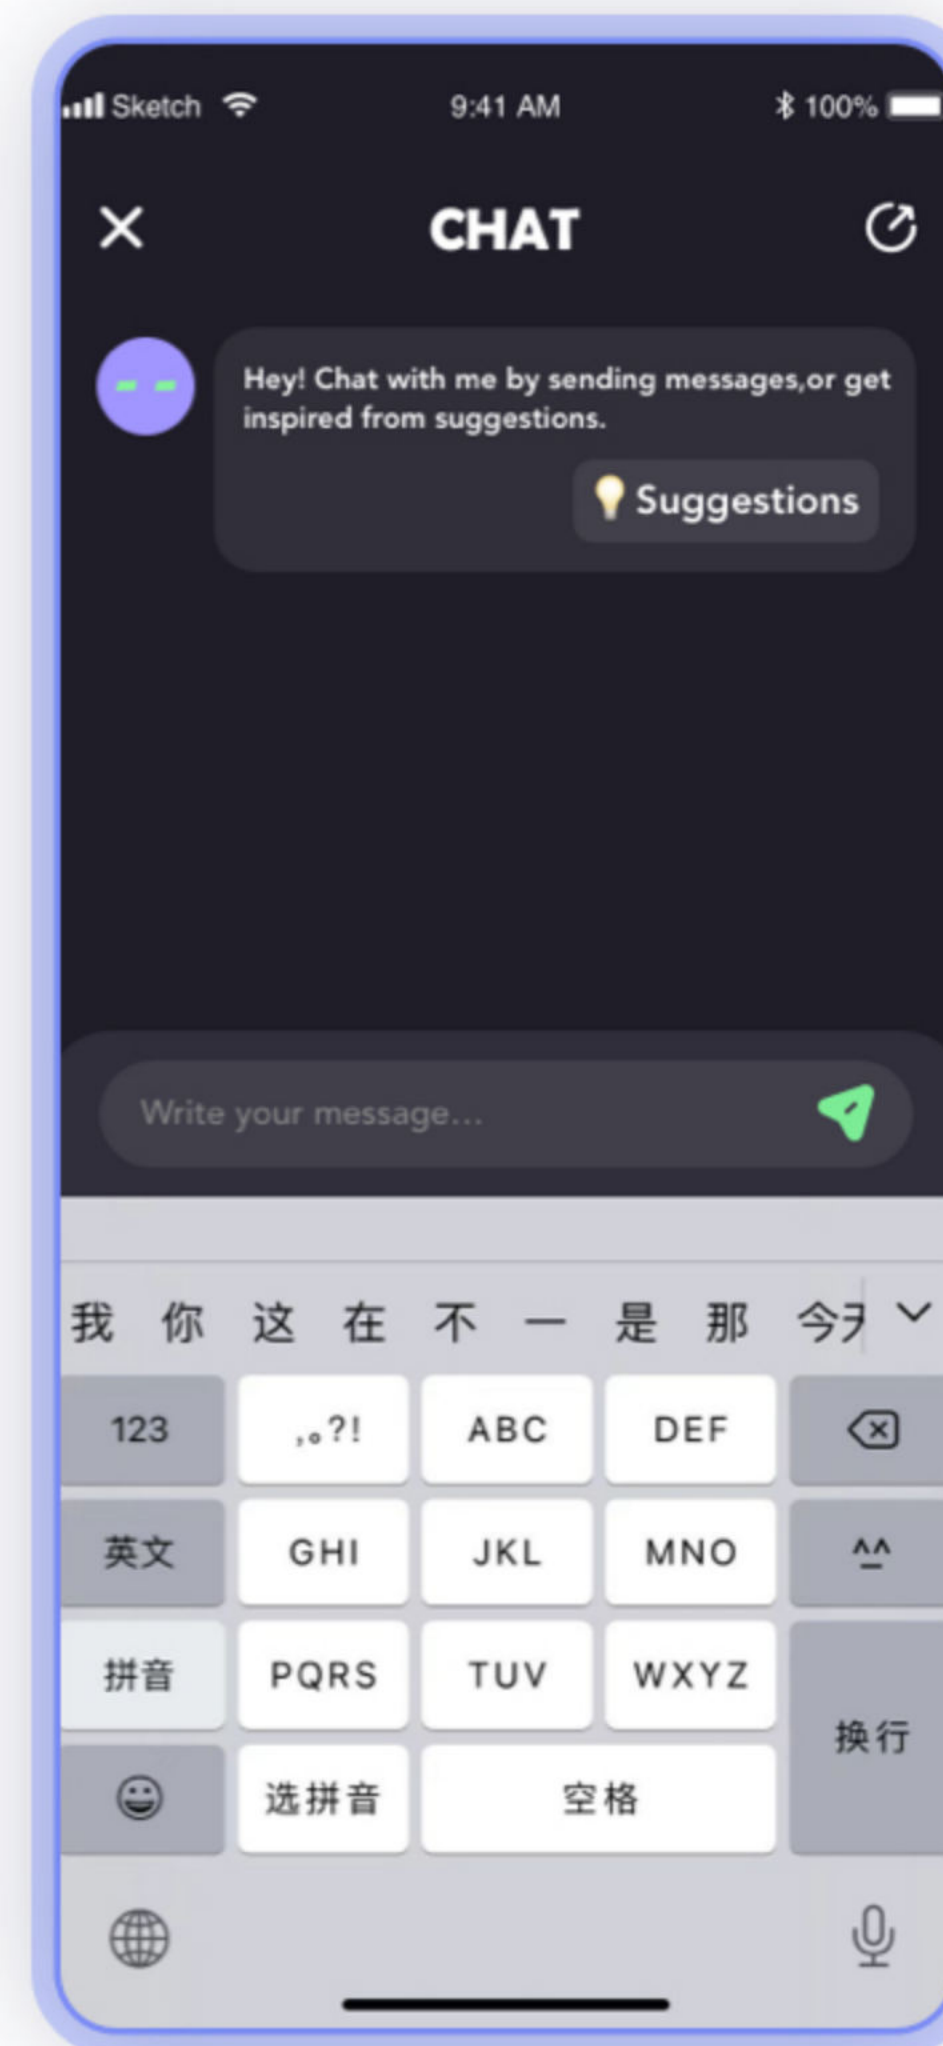 Sketch 9:41 AM 100%
CHAT
Hey! Chat with me by sending messages,or get
inspired from suggestions.
Suggestions
Write your message...
我 你 这 在 不 一 是 那 今天
123 ,。?! ABC DEF
英文 GHI JKL MNO ^^
拼音 PQRS TUV WXYZ
换行
选拼音 空格